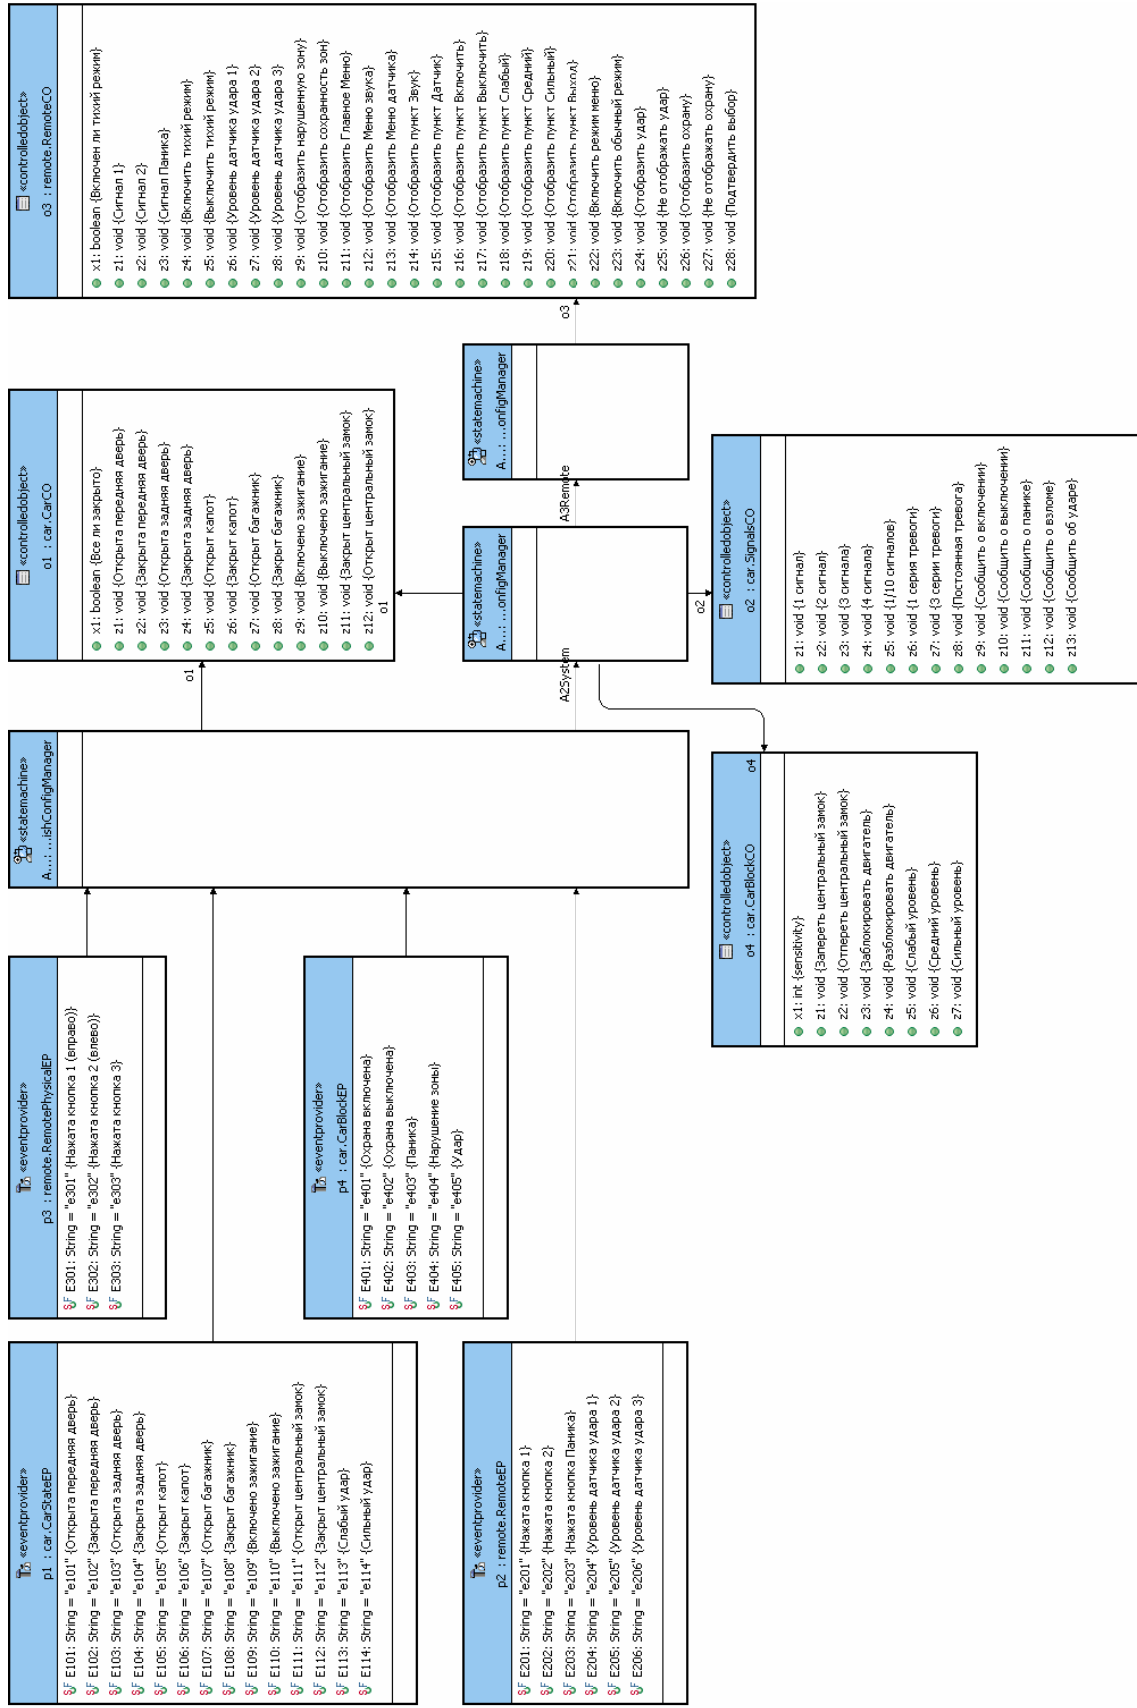 «eventprovider»
p1 : car.CarStateEP
E101: String = "e101" {Открыта передняя дверь}
E102: String = "e102" {Закрыта передняя дверь}
E103: String = "e103" {Открыта задняя дверь}
E104: String = "e104" {Закрыта задняя дверь}
E105: String = "e105" {Открыт капот}
E106: String = "e106" {Закрыт капот}
E107: String = "e107" {Открыт багажник}
E108: String = "e108" {Закрыт багажник}
E109: String = "e109" {Включено зажигание}
E110: String = "e110" {Выключено зажигание}
E111: String = "e111" {Открыт центральный замок}
E112: String = "e112" {Закрыт центральный замок}
E113: String = "e113" {Слабый удар}
E114: String = "e114" {Сильный удар}
«eventprovider»
p2 : remote.RemoteEP
E201: String = "e201" {Нажата кнопка 1}
E202: String = "e202" {Нажата кнопка 2}
E203: String = "e203" {Нажата кнопка Паника}
E204: String = "e204" {Уровень датчика удара 1}
E205: String = "e205" {Уровень датчика удара 2}
E206: String = "e206" {Уровень датчика удара 3}
«eventprovider»
p3 : remote.RemotePhysicalEP
E301: String = "e301" {Нажата кнопка 1 (вправо)}
E302: String = "e302" {Нажата кнопка 2 (влево)}
E303: String = "e303" {Нажата кнопка 3}
«eventprovider»
p4 : car.CarBlockEP
E401: String = "e401" {Охрана включена}
E402: String = "e402" {Охрана выключена}
E403: String = "e403" {Паника}
E404: String = "e404" {Нарушение зоны}
E405: String = "e405" {Удар}
«statemachine»
A...: ...ishConfigManager
o1
A2System
«statemachine»
A...: ...onfigManager
o1
o2
A3Remote
«statemachine»
A...: ...onfigManager
o3
«controlledobject»
o1 : car.CarCO
x1: boolean {Все ли закрыто}
z1: void {Открыта передняя дверь}
z2: void {Закрыта передняя дверь}
z3: void {Открыта задняя дверь}
z4: void {Закрыта задняя дверь}
z5: void {Открыт капот}
z6: void {Закрыт капот}
z7: void {Открыт багажник}
z8: void {Закрыт багажник}
z9: void {Включено зажигание}
z10: void {Выключено зажигание}
z11: void {Закрыт центральный замок}
z12: void {Открыт центральный замок}
«controlledobject»
o3 : remote.RemoteCO
x1: boolean {Включен ли тихий режим}
z1: void {Сигнал 1}
z2: void {Сигнал 2}
z3: void {Сигнал Паника}
z4: void {Включить тихий режим}
z5: void {Выключить тихий режим}
z6: void {Уровень датчика удара 1}
z7: void {Уровень датчика удара 2}
z8: void {Уровень датчика удара 3}
z9: void {Отобразить нарушенную зону}
z10: void {Отобразить сохранность зон}
z11: void {Отобразить Главное Меню}
z12: void {Отобразить Меню звука}
z13: void {Отобразить Меню датчика}
z14: void {Отобразить пункт Звук}
z15: void {Отобразить пункт Датчик}
z16: void {Отобразить пункт Включить}
z17: void {Отобразить пункт Выключить}
z18: void {Отобразить пункт Слабый}
z19: void {Отобразить пункт Средний}
z20: void {Отобразить пункт Сильный}
z21: void {Отобразить пункт Выход}
z22: void {Включить режим меню}
z23: void {Включить обычный режим}
z24: void {Отобразить удар}
z25: void {Не отображать удар}
z26: void {Отобразить охрану}
z27: void {Не отображать охрану}
z28: void {Подтвердить выбор}
«controlledobject»
o4
o4 : car.CarBlockCO
x1: int {sensitivity}
z1: void {Запереть центральный замок}
z2: void {Отпереть центральный замок}
z3: void {Заблокировать двигатель}
z4: void {Разблокировать двигатель}
z5: void {Слабый уровень}
z6: void {Средний уровень}
z7: void {Сильный уровень}
«controlledobject»
o2 : car.SignalsCO
z1: void {1 сигнал}
z2: void {2 сигнал}
z3: void {3 сигнала}
z4: void {4 сигнала}
z5: void {1/10 сигналов}
z6: void {1 серия тревоги}
z7: void {3 серии тревоги}
z8: void {Постоянная тревога}
z9: void {Сообщить о включении}
z10: void {Сообщить о выключении}
z11: void {Сообщить о панике}
z12: void {Сообщить о взломе}
z13: void {Сообщить об ударе}